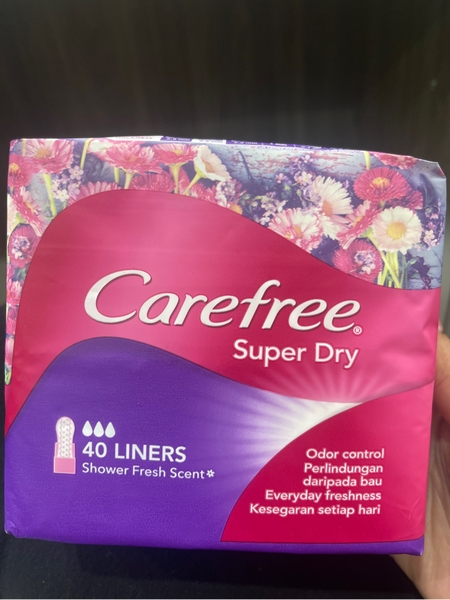 Carefree®
Super Dry
40 LINERS
Shower Fresh Scent*
Odor control
Perlindungan
daripada bau
Everyday freshness
Kesegaran setiap hari